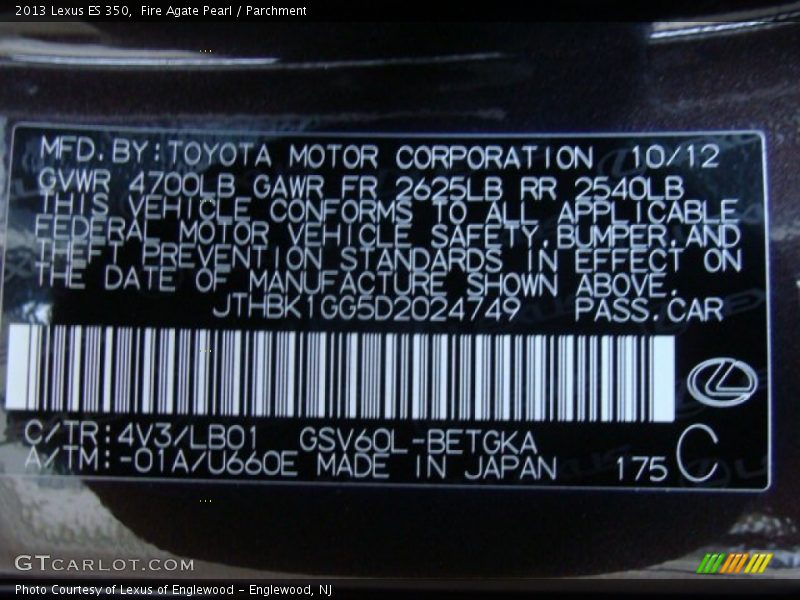 2013 Lexus ES 350, Fire Agate Pearl / Parchment
MFD.BY:TOYOTA MOTOR CORPORATION 10/12
GVWR 4700LB GAWR FR 2625LB RR 2540LB
THIS VEHICLE CONFORMS TO ALL APPLICABLE
FEDERAL MOTOR VEHICLE SAFETY,BUMPER,AND
THEFT PREVENTION STANDARDS IN EFFECT ON
THE DATE OF MANUFACTURE SHOWN ABOVE.
JTHBK1GG5D2024749 PASS.CAR
C/TR:4V3/LB01 GSV60L-BETGKA
A/TM:-01A/U660E MADE IN JAPAN 175 C
GTCARLOT.COM
Photo Courtesy of Lexus of Englewood – Englewood, NJ